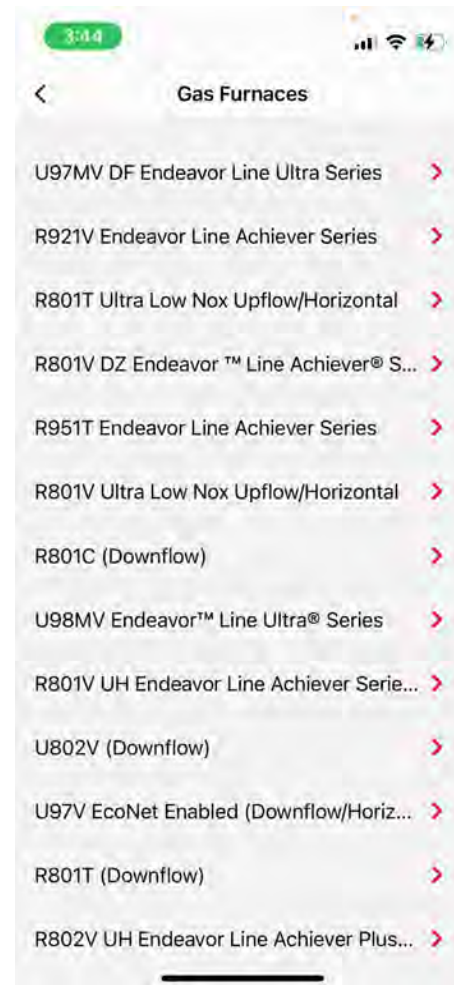 3:44
Gas Furnaces
U97MV DF Endeavor Line Ultra Series
R921V Endeavor Line Achiever Series
R801T Ultra Low Nox Upflow/Horizontal
R801V DZ Endeavor ™ Line Achiever® S...
R951T Endeavor Line Achiever Series
R801V Ultra Low Nox Upflow/Horizontal
R801C (Downflow)
U98MV Endeavor™ Line Ultra® Series
R801V UH Endeavor Line Achiever Serie...
U802V (Downflow)
U97V EcoNet Enabled (Downflow/Horiz...
R801T (Downflow)
R802V UH Endeavor Line Achiever Plus...